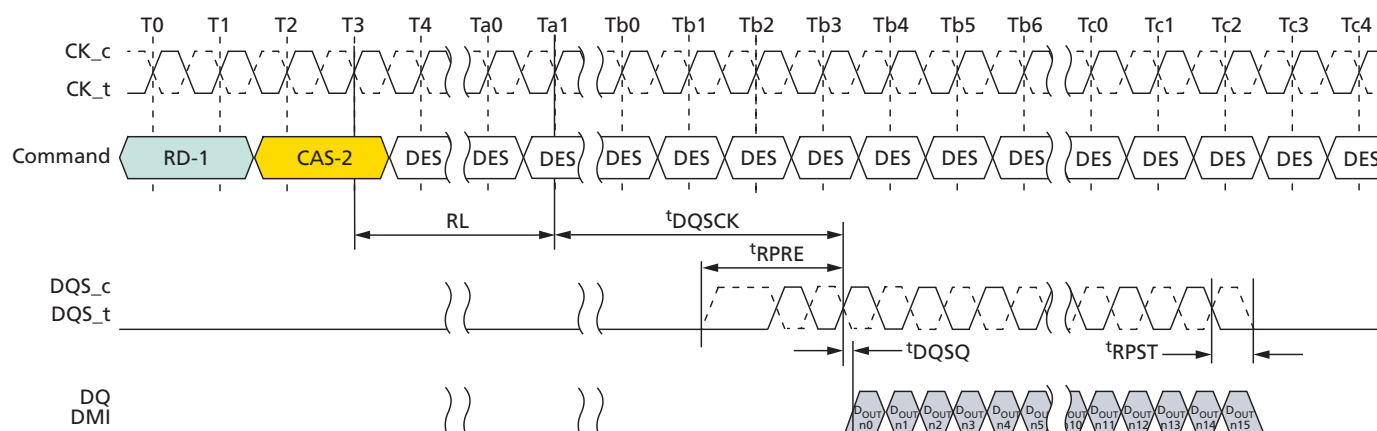 T0 T1 T2 T3 T4 Ta0 Ta1 Tb0 Tb1 Tb2 Tb3 Tb4 Tb5 Tb6 Tc0 Tc1 Tc2 Tc3 Tc4
CK_c
CK_t
Command RD-1 CAS-2 DES DES DES DES DES DES DES DES DES DES DES DES DES DES DES
RL tDQSCK
tRPRE
DQS_c
DQS_t
tDQSQ tRPST
DQ
DMI
DOUT DOUT DOUT DOUT DOUT DOU DOUT DOUT DOUT DOUT DOUT
n0 n1 n2 n3 n4 n5 n10 n11 n12 n13 n14 n15